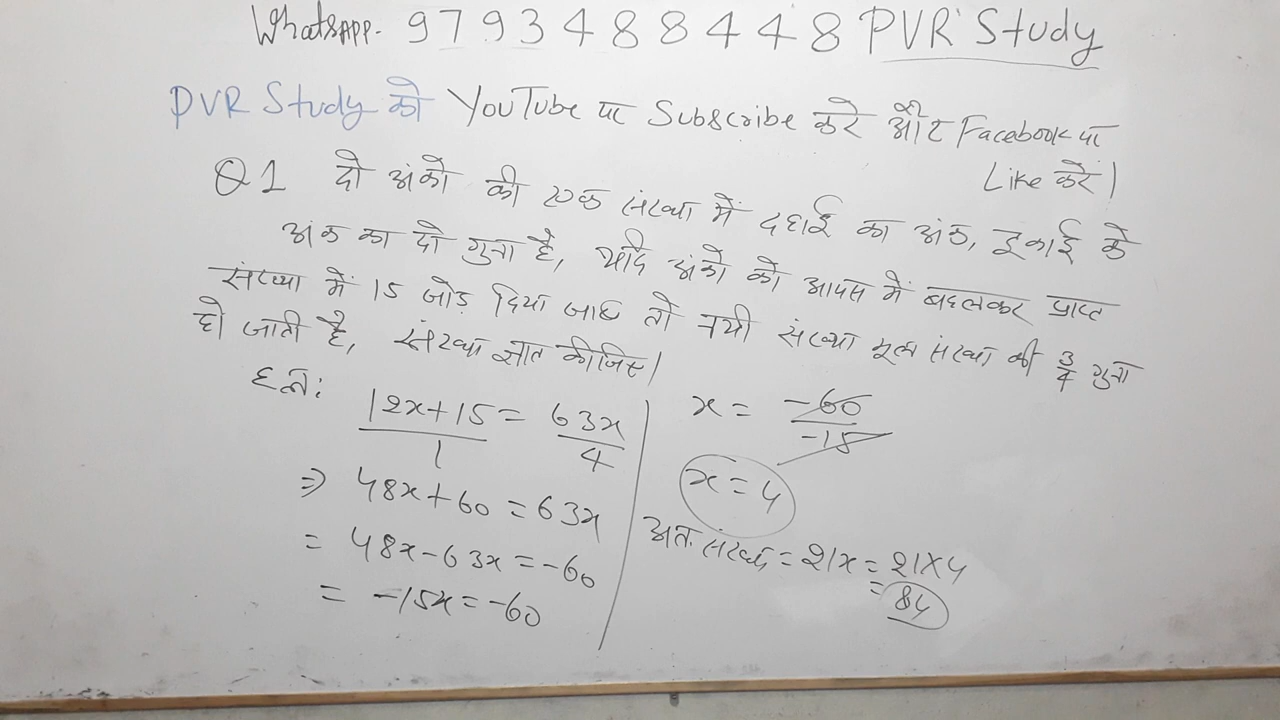 WhatsAPP. 9793488448 PVR Study
PVR Study को YouTube पर Subscribe करे और Facebook पर
Like करें।
Q1 दो अंको की एक संख्या में दहाई का अंक, इकाई के
अंक का दो गुना है, यदि अंको को आपस में बदलकर प्राप्त
संख्या में 15 जोड़ दिया जाए तो नयी संख्या मूल संख्या की 3/4 गुना
हो जाती है, संख्या ज्ञात कीजिए।
हल:
12x+15/1 = 63x/4
⇒ 48x+60 = 63x
= 48x-63x = -60
= -15x = -60
x = -60/-15
x = 4
अतः संख्या = 21x = 21×4
= 84